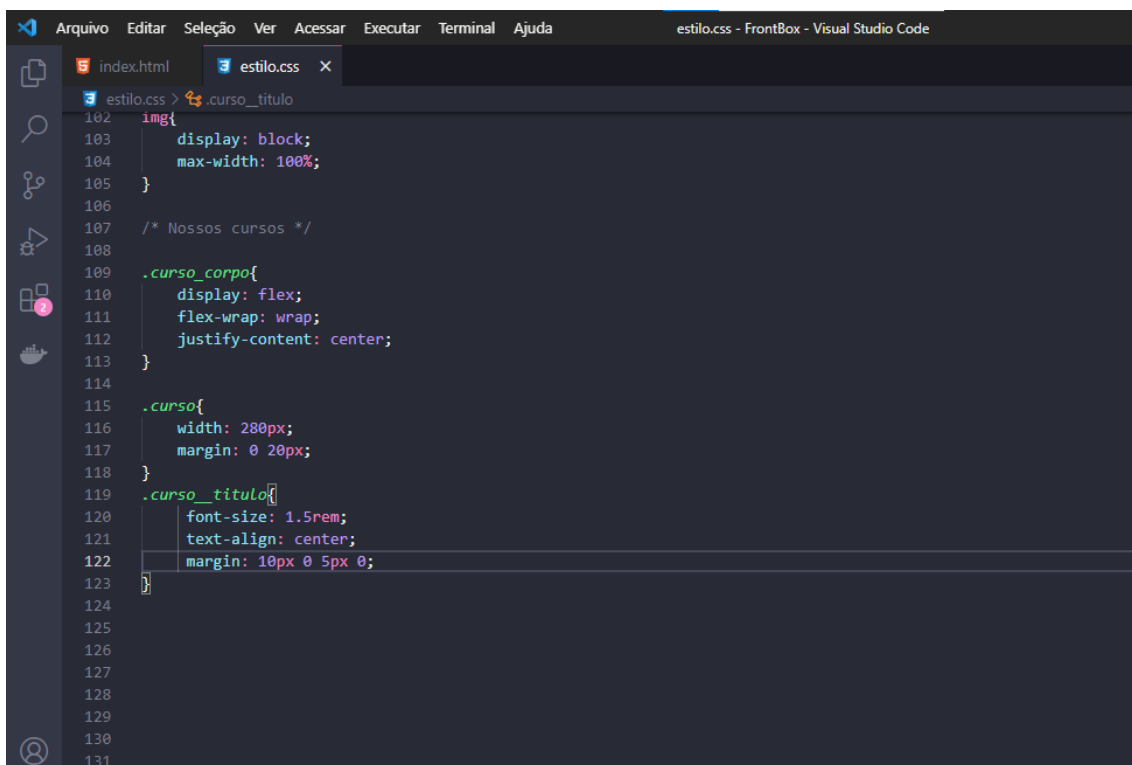 Arquivo Editar Seleção Ver Acessar Executar Terminal Ajuda estilo.css - FrontBox - Visual Studio Code
index.html estilo.css
estilo.css > .curso__titulo
102 img{
103 display: block;
104 max-width: 100%;
105 }
106
107 /* Nossos cursos */
108
109 .curso_corpo{
110 display: flex;
111 flex-wrap: wrap;
112 justify-content: center;
113 }
114
115 .curso{
116 width: 280px;
117 margin: 0 20px;
118 }
119 .curso__titulo{
120 font-size: 1.5rem;
121 text-align: center;
122 margin: 10px 0 5px 0;
123 }
124
125
126
127
128
129
130
131
2